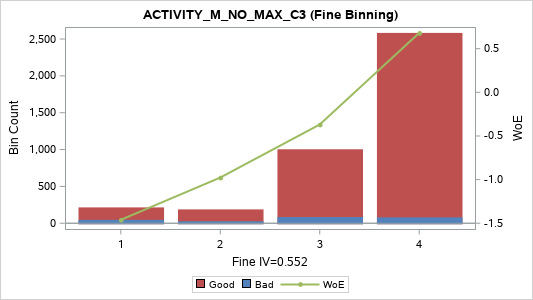 ACTIVITY_M_NO_MAX_C3 (Fine Binning)
Bin Count
2,500
2,000
1,500
1,000
500
0
0.5
0.0
-0.5
-1.0
-1.5
WoE
1 2 3 4
Fine IV=0.552
Good Bad WoE